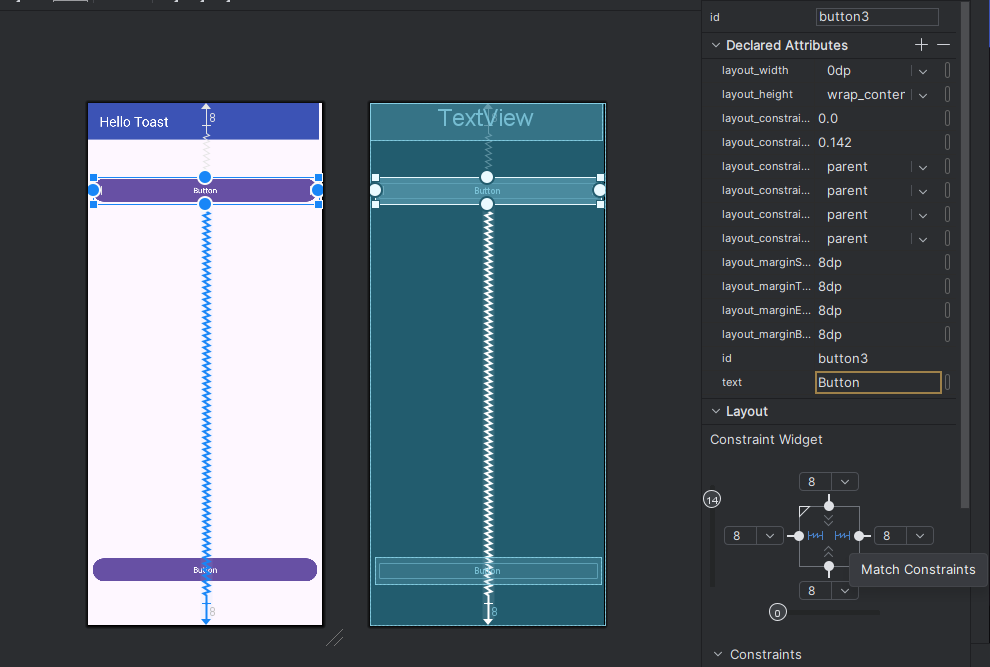 id button3
Declared Attributes
layout_width 0dp
layout_height wrap_conter
layout_constrai... 0.0
layout_constrai... 0.142
layout_constrai... parent
layout_constrai... parent
layout_constrai... parent
layout_constrai... parent
layout_marginS... 8dp
layout_marginT... 8dp
layout_marginE... 8dp
layout_marginB... 8dp
id button3
text Button
Layout
Constraint Widget
8
14
8 8
Match Constraints
8
0
Constraints
Hello Toast
8
Button
Button
8
TextView
Button
Button
8